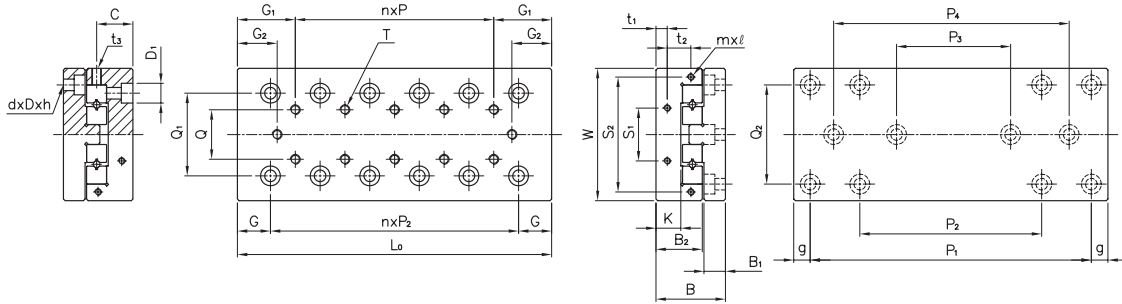 C
t₃
D₁
dxDxh
G₁
nxP
G₁
G₂
T
G₂
Q₁
Q
G
nxP₂
G
L₀
t₁
t₂
mxℓ
W
S₂
S₁
K
B₂
B₁
B
P₄
P₃
Q₂
P₂
g
P₁
g